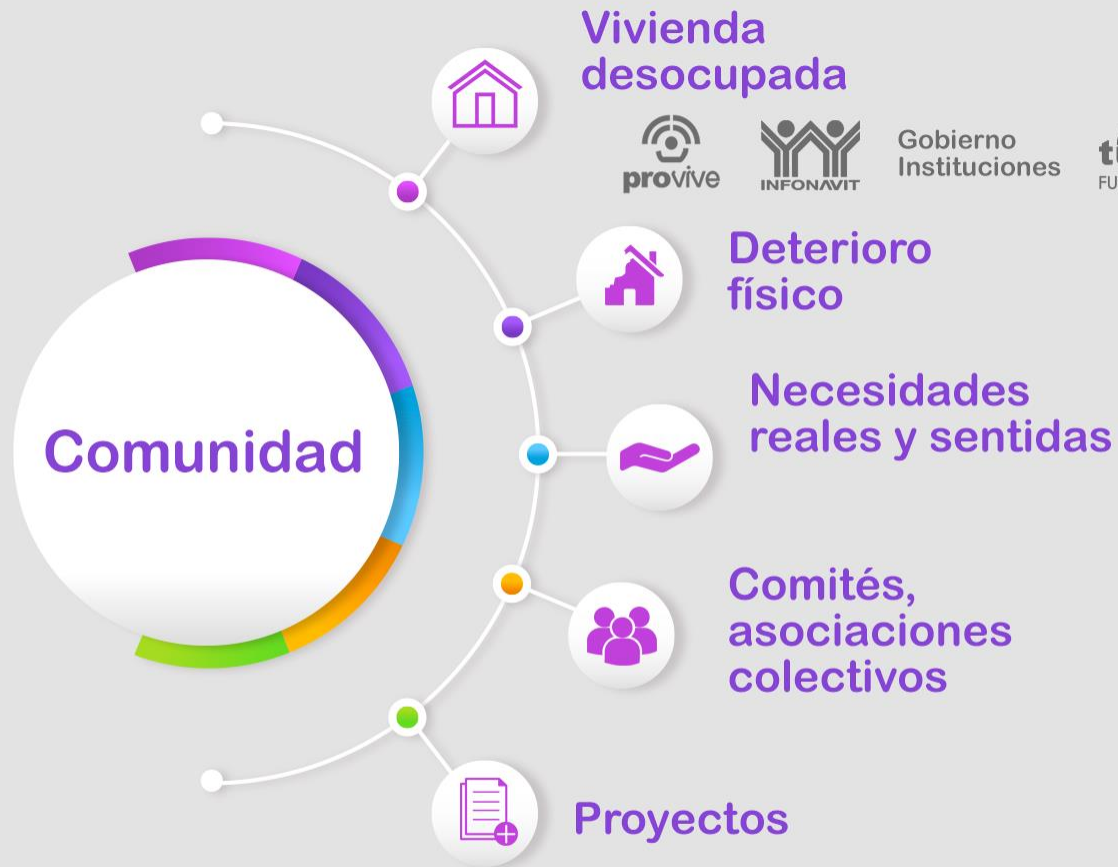 Vivienda
desocupada
provive
INFONAVIT
Gobierno
Instituciones
Deterioro
físico
Comunidad
Necesidades
reales y sentidas
Comités,
asociaciones
colectivos
Proyectos